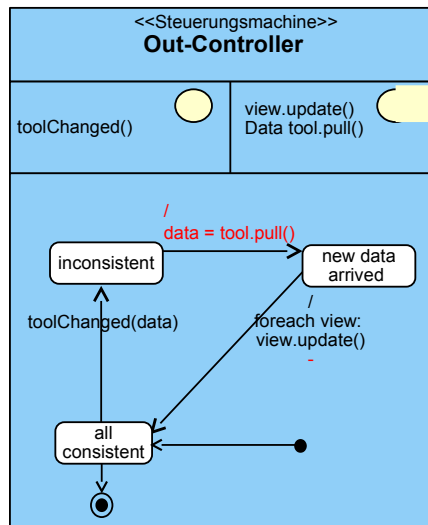 <<Steuerungsmachine>>
Out-Controller
toolChanged()
view.update()
Data tool.pull()
/
data = tool.pull()
inconsistent
new data
arrived
/
foreach view:
view.update()
-
toolChanged(data)
all
consistent